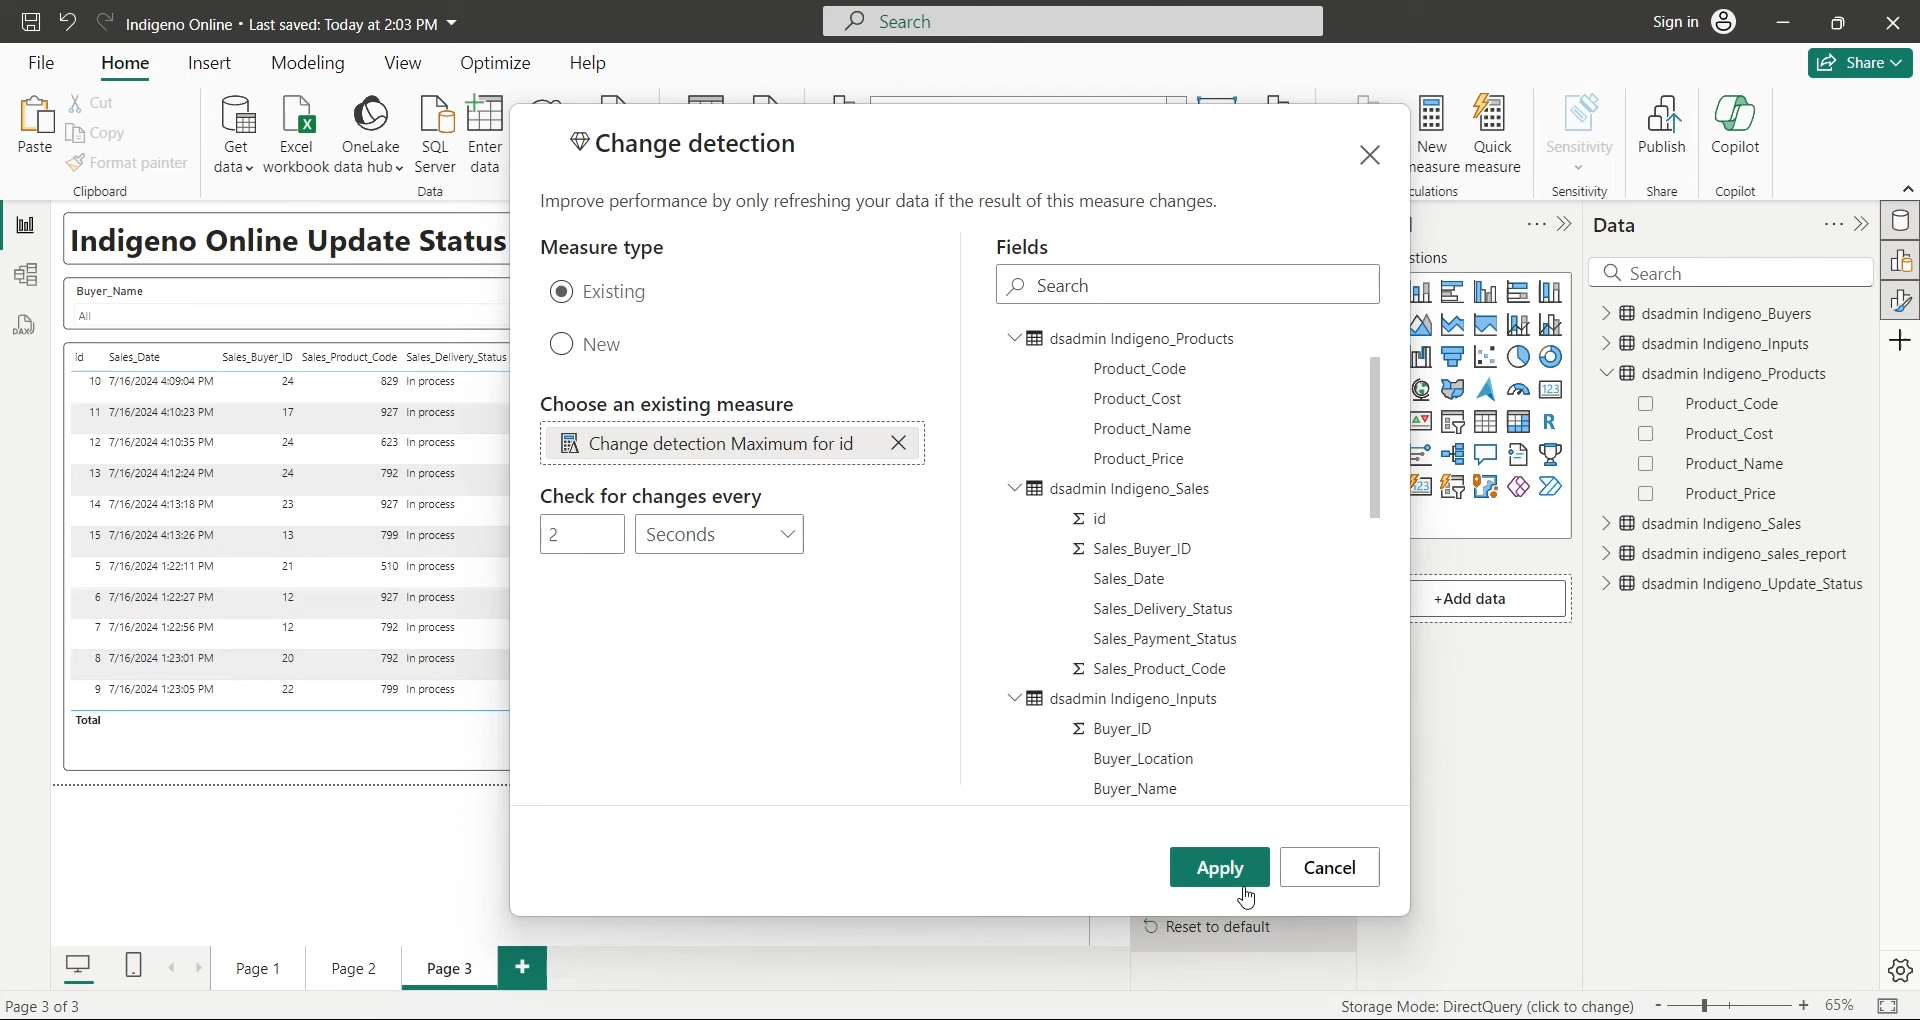 Indigeno Online • Last saved: Today at 2:03 PM
Search
Sign in
File Home Insert Modeling View Optimize Help
Share
Paste
Cut
Copy
Format painter
Clipboard
Get data
Excel workbook
OneLake data hub
SQL Server
Enter data
Data
New measure
Quick measure
culations
Sensitivity
Sensitivity
Publish
Share
Copilot
Copilot
Indigeno Online Update Status
Buyer_Name
All
id Sales_Date Sales_Buyer_ID Sales_Product_Code Sales_Delivery_Status
10 7/16/2024 4:09:04 PM 24 829 In process
11 7/16/2024 4:10:23 PM 17 927 In process
12 7/16/2024 4:10:35 PM 24 623 In process
13 7/16/2024 4:12:24 PM 24 792 In process
14 7/16/2024 4:13:18 PM 23 927 In process
15 7/16/2024 4:13:26 PM 13 799 In process
5 7/16/2024 1:22:11 PM 21 510 In process
6 7/16/2024 1:22:27 PM 12 927 In process
7 7/16/2024 1:22:56 PM 12 792 In process
8 7/16/2024 1:23:01 PM 20 792 In process
9 7/16/2024 1:23:05 PM 22 799 In process
Total
Change detection
Improve performance by only refreshing your data if the result of this measure changes.
Measure type
Existing
New
Choose an existing measure
Change detection Maximum for id
Check for changes every
2 Seconds
Fields
Search
dsadmin Indigeno_Products
Product_Code
Product_Cost
Product_Name
Product_Price
dsadmin Indigeno_Sales
Σ id
Σ Sales_Buyer_ID
Sales_Date
Sales_Delivery_Status
Sales_Payment_Status
Σ Sales_Product_Code
dsadmin Indigeno_Inputs
Σ Buyer_ID
Buyer_Location
Buyer_Name
Apply
Cancel
Reset to default
stions
+Add data
Data
Search
dsadmin Indigeno_Buyers
dsadmin Indigeno_Inputs
dsadmin Indigeno_Products
Product_Code
Product_Cost
Product_Name
Product_Price
dsadmin Indigeno_Sales
dsadmin indigeno_sales_report
dsadmin Indigeno_Update_Status
Page 1 Page 2 Page 3 +
Page 3 of 3
Storage Mode: DirectQuery (click to change)
- + 65%